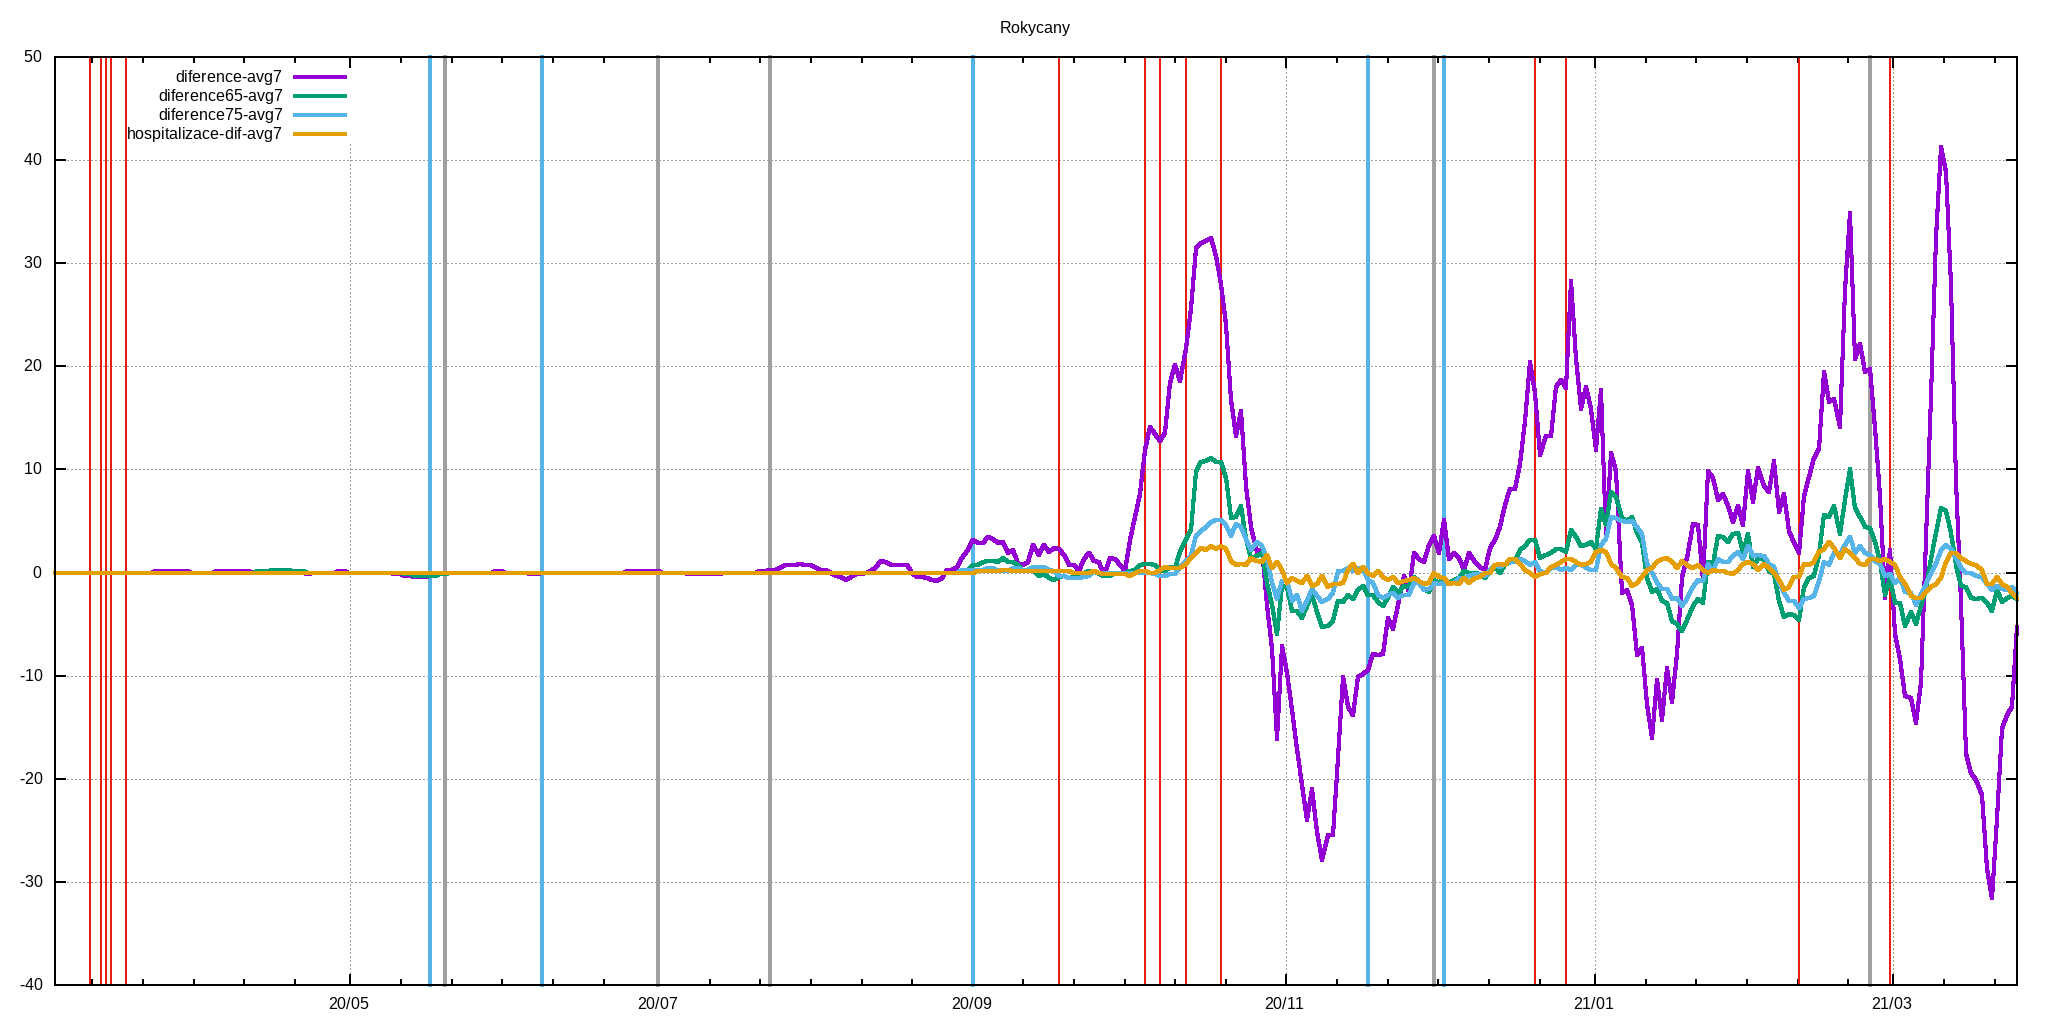 Rokycany
50
40
30
20
10
0
-10
-20
-30
-40
diference-avg7
diference65-avg7
diference75-avg7
hospitalizace-dif-avg7
20/05 20/07 20/09 20/11 21/01 21/03